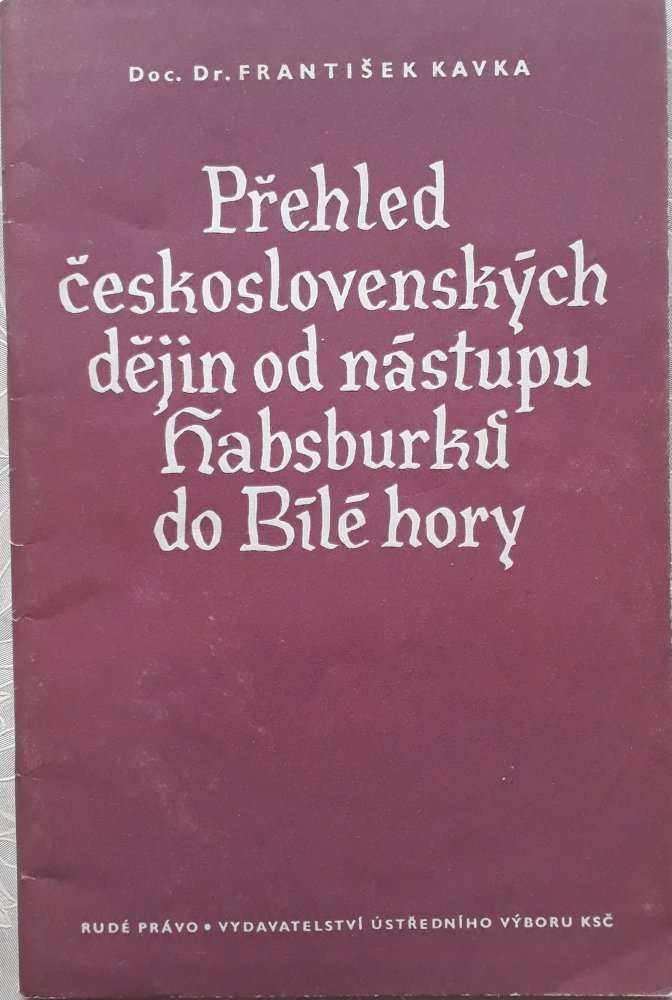 Doc. Dr. FRANTIŠEK KAVKA
Přehled
československých
dějin od nástupu
Habsburků
do Bílé hory
RUDÉ PRÁVO • VYDAVATELSTVÍ ÚSTŘEDNÍHO VÝBORU KSČ